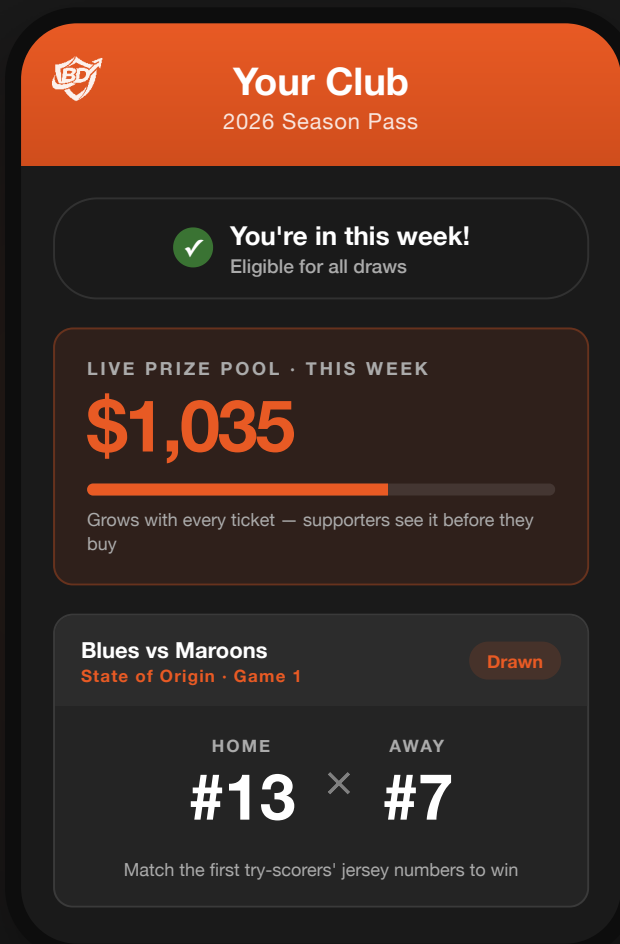 BD
Your Club
2026 Season Pass
You're in this week!
Eligible for all draws
LIVE PRIZE POOL · THIS WEEK
$1,035
Grows with every ticket — supporters see it before they
buy
Blues vs Maroons
State of Origin · Game 1
Drawn
HOME
AWAY
#13 × #7
Match the first try-scorers' jersey numbers to win